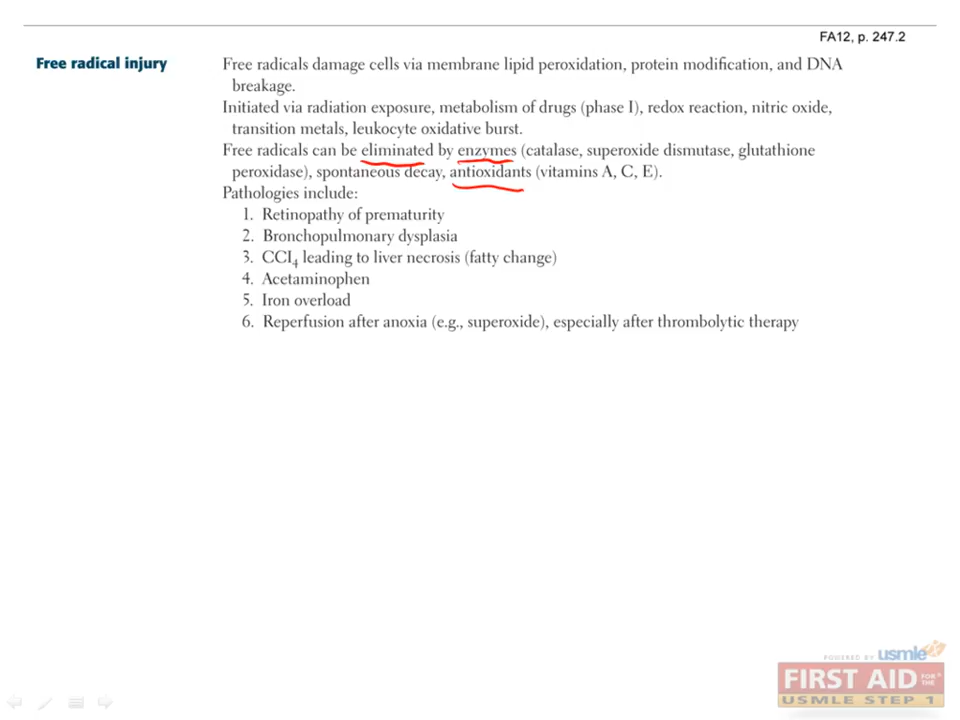 FA12, p. 247.2
Free radical injury
Free radicals damage cells via membrane lipid peroxidation, protein modification, and DNA
breakage.
Initiated via radiation exposure, metabolism of drugs (phase I), redox reaction, nitric oxide,
transition metals, leukocyte oxidative burst.
Free radicals can be eliminated by enzymes (catalase, superoxide dismutase, glutathione
peroxidase), spontaneous decay, antioxidants (vitamins A, C, E).
Pathologies include:
1. Retinopathy of prematurity
2. Bronchopulmonary dysplasia
3. CCl4 leading to liver necrosis (fatty change)
4. Acetaminophen
5. Iron overload
6. Reperfusion after anoxia (e.g., superoxide), especially after thrombolytic therapy
POWERED BY usmle
FIRST AID FOR THE
USMLE STEP 1